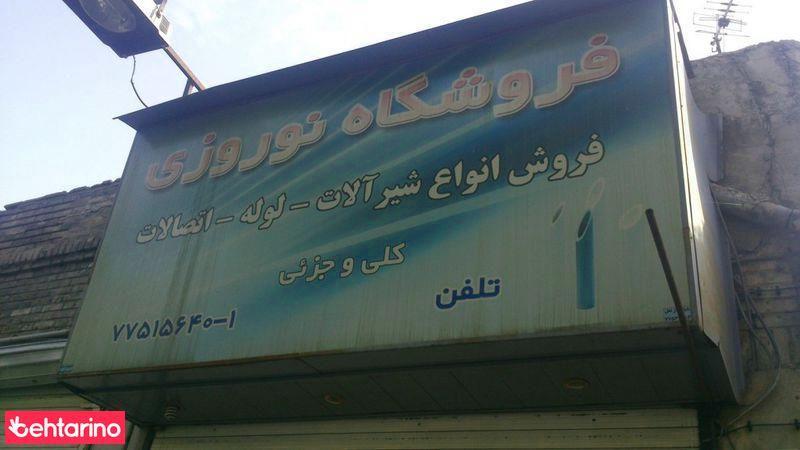 فروشگاه نوروزی
فروش انواع شیرآلات - لوله - اتصالات
کلی و جزئی
تلفن
۷۷۵۱۵۶۴۰-۱
behtarino